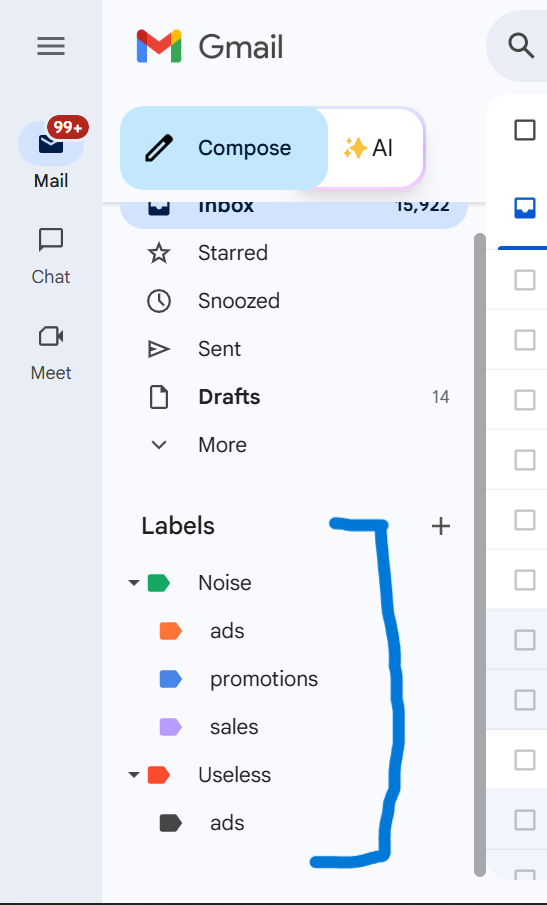 Gmail
99+
Compose
AI
Mail
Inbox 15,922
Starred
Chat
Snoozed
Sent
Meet
Drafts 14
More
Labels
Noise
ads
promotions
sales
Useless
ads